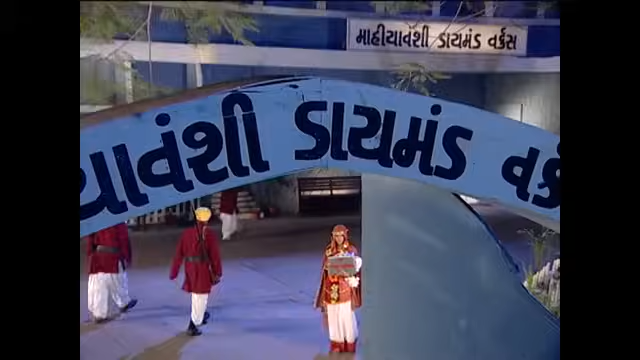 માહીયાવંશી ડાયમંડ વર્કસ
યાવંશી ડાયમંડ વર્ક